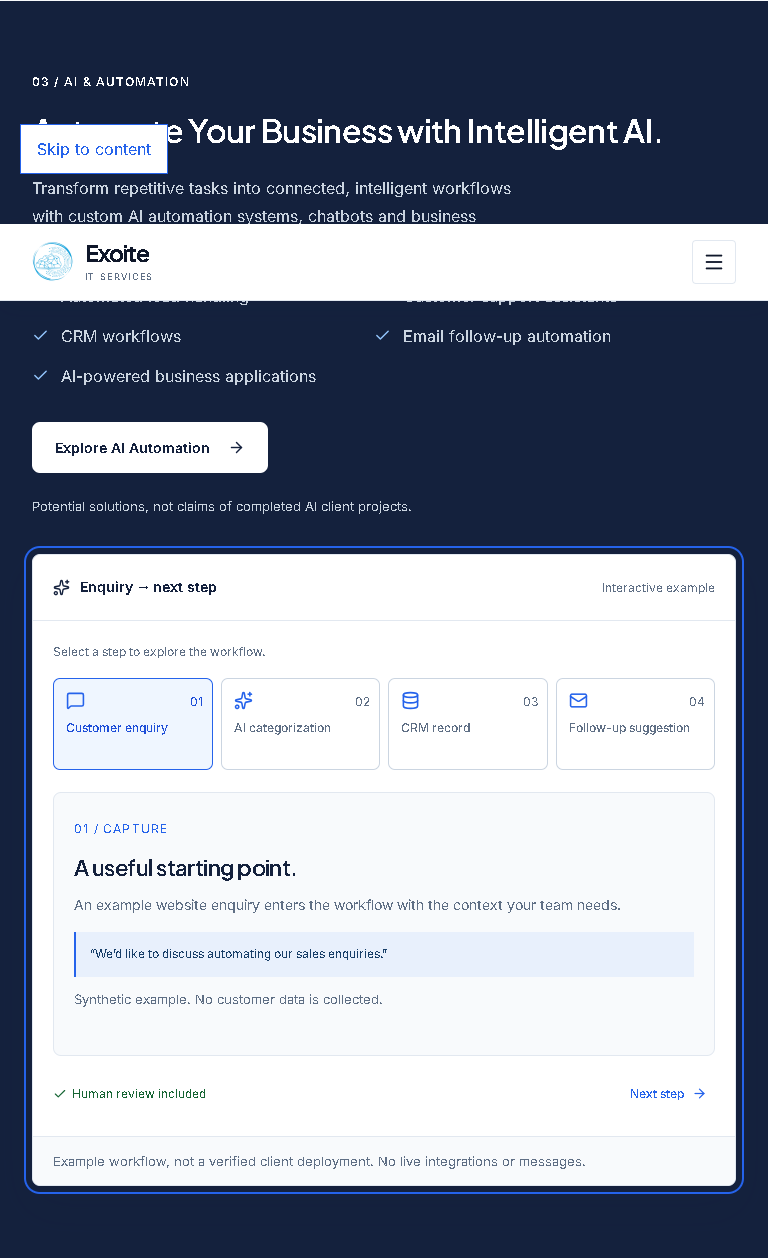 03 / AI & AUTOMATION
Your Business with Intelligent AI.
Skip to content
Transform repetitive tasks into connected, intelligent workflows
with custom AI automation systems, chatbots and business
Exoite
IT SERVICES
Automated lead handling
Customer support assistants
CRM workflows
Email follow-up automation
AI-powered business applications
Explore AI Automation →
Potential solutions, not claims of completed AI client projects.
Enquiry → next step
Interactive example
Select a step to explore the workflow.
01
Customer enquiry
02
AI categorization
03
CRM record
04
Follow-up suggestion
01 / CAPTURE
A useful starting point.
An example website enquiry enters the workflow with the context your team needs.
“We’d like to discuss automating our sales enquiries.”
Synthetic example. No customer data is collected.
Human review included
Next step →
Example workflow, not a verified client deployment. No live integrations or messages.